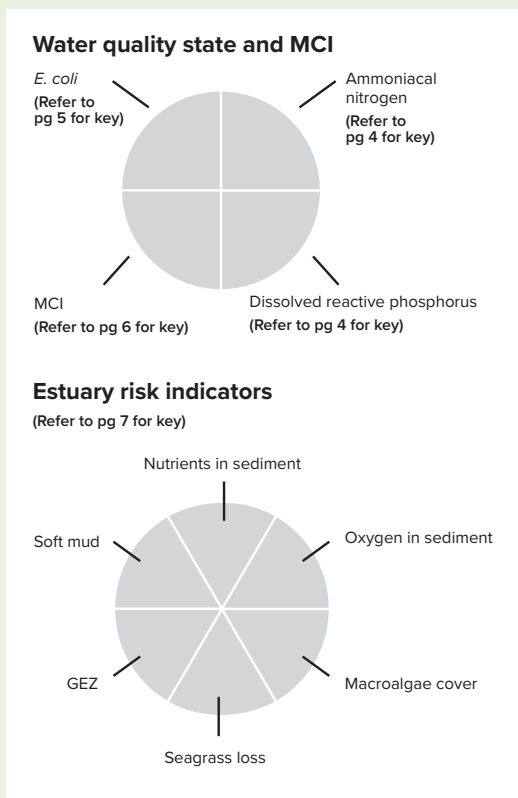 Water quality state and MCI
E. coli
(Refer to
pg 5 for key)
Ammoniacal
nitrogen
(Refer to
pg 4 for key)
MCI
(Refer to pg 6 for key)
Dissolved reactive phosphorus
(Refer to pg 4 for key)
Estuary risk indicators
(Refer to pg 7 for key)
Nutrients in sediment
Soft mud
Oxygen in sediment
GEZ
Macroalgae cover
Seagrass loss